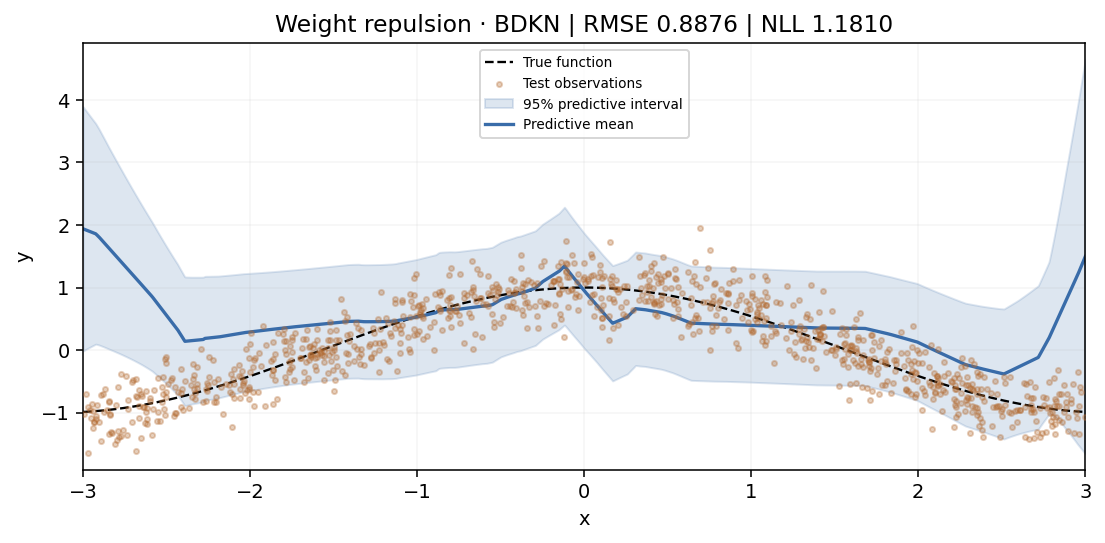 Weight repulsion · BDKN | RMSE 0.8876 | NLL 1.1810
True function
Test observations
95% predictive interval
Predictive mean
4
3
2
1
0
−1
y
−3
−2
−1
0
1
2
3
x